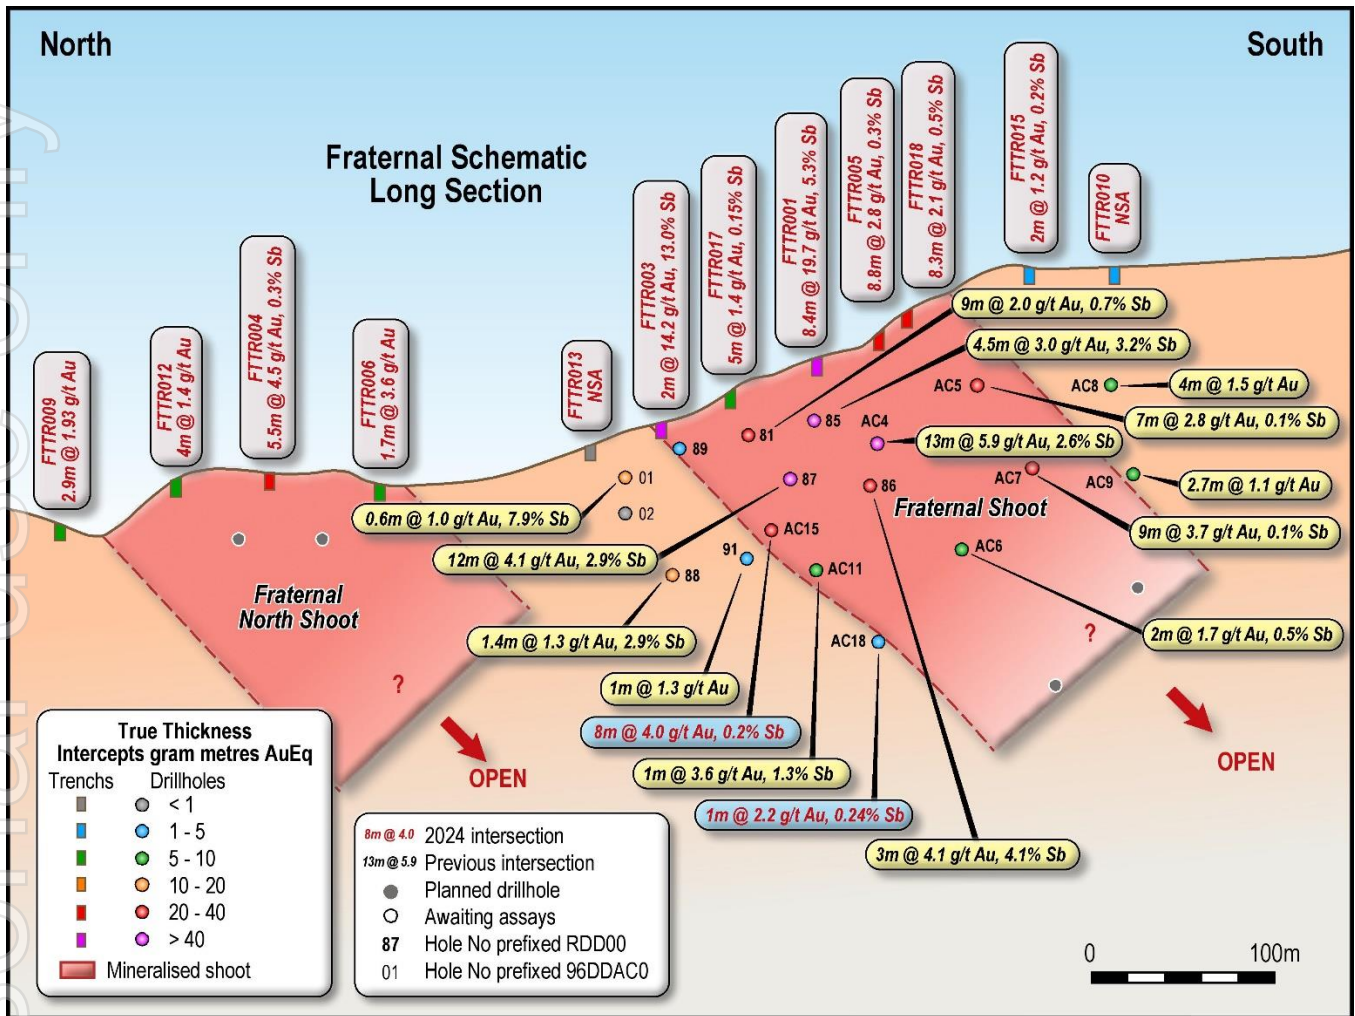 North
South
Fraternal Schematic
Long Section
FTTR009
2.9m @ 1.93 g/t Au
FTTR012
4m @ 1.4 g/t Au
FTTR004
5.5m @ 4.5 g/t Au, 0.3% Sb
FTTR006
1.7m @ 3.6 g/t Au
FTTR013
NSA
FTTR003
2m @ 14.2 g/t Au, 13.0% Sb
FTTR017
5m @ 1.4 g/t Au, 0.15% Sb
FTTR001
8.4m @ 19.7 g/t Au, 5.3% Sb
FTTR005
8.8m @ 2.8 g/t Au, 0.3% Sb
FTTR018
8.3m @ 2.1 g/t Au, 0.5% Sb
FTTR015
2m @ 1.2 g/t Au, 0.2% Sb
FTTR010
NSA
9m @ 2.0 g/t Au, 0.7% Sb
4.5m @ 3.0 g/t Au, 3.2% Sb
AC5
AC8
4m @ 1.5 g/t Au
7m @ 2.8 g/t Au, 0.1% Sb
89
81
85
AC4
13m @ 5.9 g/t Au, 2.6% Sb
01
87
86
AC7
AC9
2.7m @ 1.1 g/t Au
02
0.6m @ 1.0 g/t Au, 7.9% Sb
Fraternal Shoot
9m @ 3.7 g/t Au, 0.1% Sb
12m @ 4.1 g/t Au, 2.9% Sb
AC15
AC6
91
88
AC11
Fraternal
North Shoot
1.4m @ 1.3 g/t Au, 2.9% Sb
AC18
?
2m @ 1.7 g/t Au, 0.5% Sb
?
1m @ 1.3 g/t Au
8m @ 4.0 g/t Au, 0.2% Sb
OPEN
OPEN
1m @ 3.6 g/t Au, 1.3% Sb
1m @ 2.2 g/t Au, 0.24% Sb
3m @ 4.1 g/t Au, 4.1% Sb
True Thickness
Intercepts gram metres AuEq
Trenchs Drillholes
< 1
1 - 5
5 - 10
10 - 20
20 - 40
> 40
Mineralised shoot
8m @ 4.0 2024 intersection
13m @ 5.9 Previous intersection
Planned drillhole
Awaiting assays
87 Hole No prefixed RDD00
01 Hole No prefixed 96DDAC0
0 100m